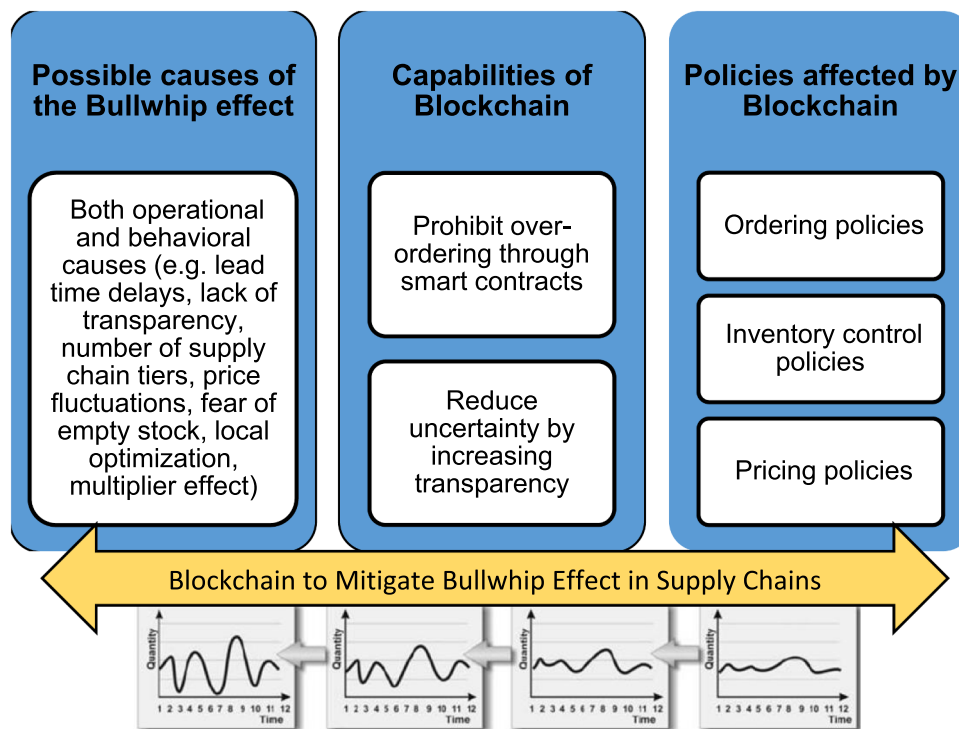 Possible causes of
the Bullwhip effect
Both operational
and behavioral
causes (e.g. lead
time delays, lack of
transparency,
number of supply
chain tiers, price
fluctuations, fear of
empty stock, local
optimization,
multiplier effect)
Capabilities of
Blockchain
Prohibit over-
ordering through
smart contracts
Reduce
uncertainty by
increasing
transparency
Policies affected by
Blockchain
Ordering policies
Inventory control
policies
Pricing policies
Blockchain to Mitigate Bullwhip Effect in Supply Chains
Quantity
1 2 3 4 5 6 7 8 9 10 11 12
Time
Quantity
1 2 3 4 5 6 7 8 9 10 11 12
Time
Quantity
1 2 3 4 5 6 7 8 9 10 11 12
Time
Quantity
1 2 3 4 5 6 7 8 9 10 11 12
Time